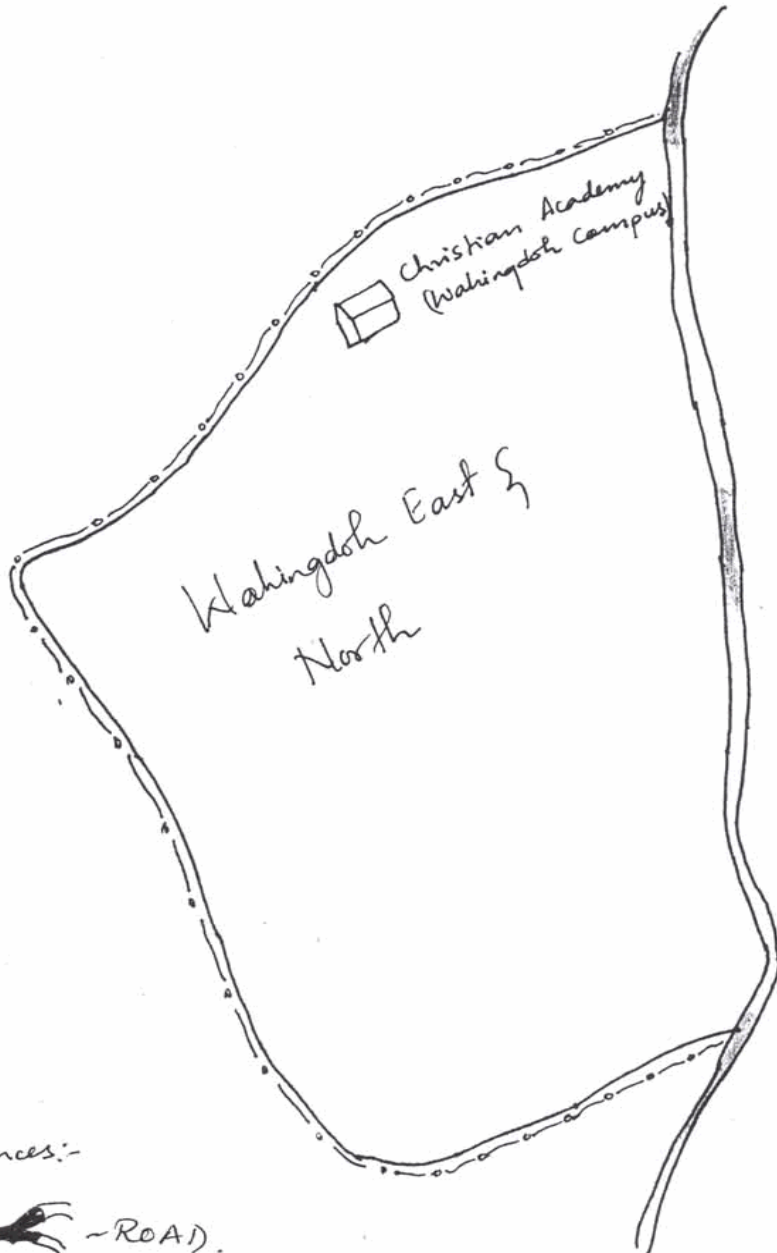 Christian Academy
(Wahingdoh Campus)
Wahingdoh East &
North
nces:-
~ROAD.